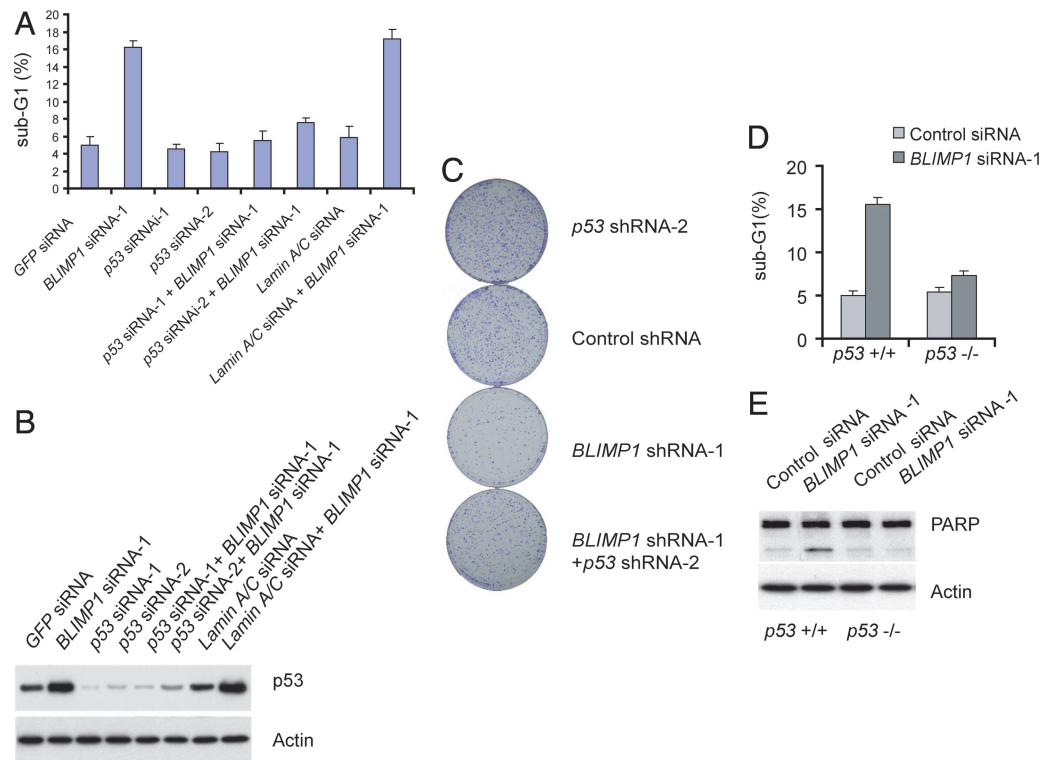 A
20
18
16
14
12
10
8
6
4
2
0
sub-G1 (%)
GFP siRNA
BLIMP1 siRNA-1
p53 siRNAi-1
p53 siRNA-2
p53 siRNA-1 + BLIMP1 siRNA-1
p53 siRNAi-2 + BLIMP1 siRNA-1
Lamin A/C siRNA
Lamin A/C siRNA + BLIMP1 siRNA-1
B
GFP siRNA
BLIMP1 siRNA-1
p53 siRNA-1
p53 siRNA-2
p53 siRNA-1+ BLIMP1 siRNA-1
p53 siRNA-2+ BLIMP1 siRNA-1
Lamin A/C siRNA
Lamin A/C siRNA+ BLIMP1 siRNA-1
p53
Actin
C
p53 shRNA-2
Control shRNA
BLIMP1 shRNA-1
BLIMP1 shRNA-1
+p53 shRNA-2
D
Control siRNA
BLIMP1 siRNA-1
20
15
10
5
0
sub-G1(%)
p53 +/+
p53 -/-
E
Control siRNA
BLIMP1 siRNA -1
Control siRNA
BLIMP1 siRNA -1
PARP
Actin
p53 +/+
p53 -/-